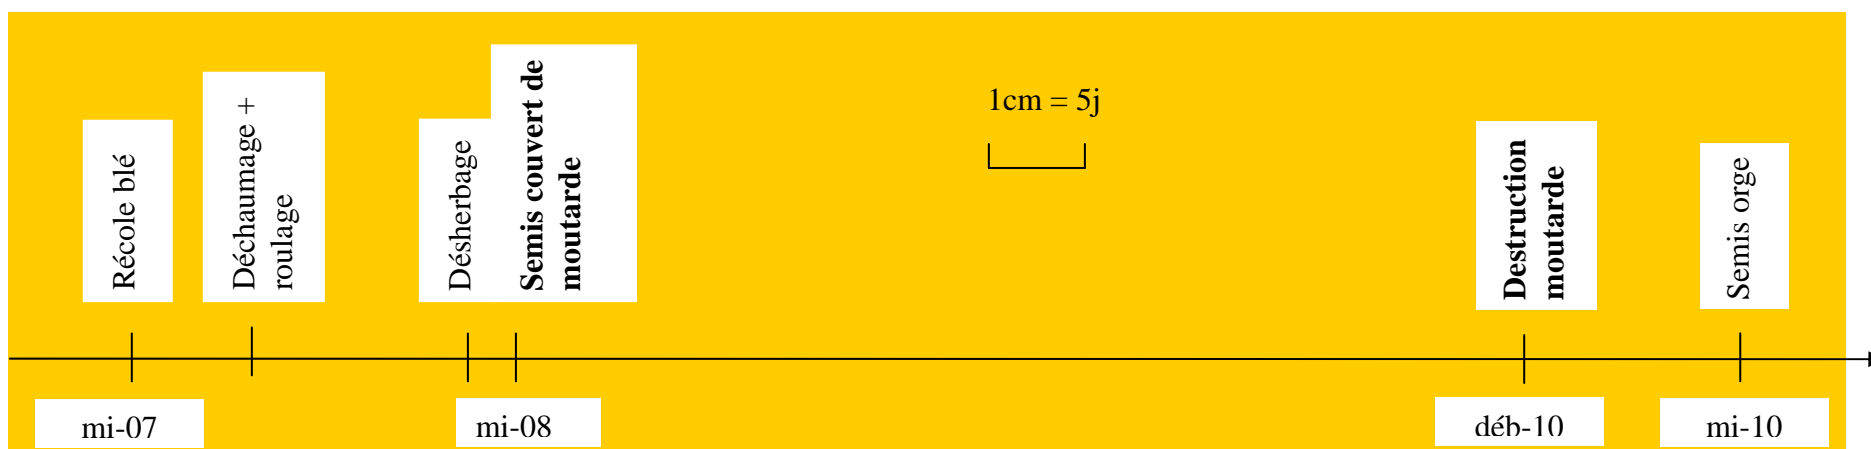 Récole blé
Déchaumage +
roulage
Désherbage
Semis couvert de
moutarde
1cm = 5j
Destruction
moutarde
Semis orge
mi-07
mi-08
déb-10
mi-10